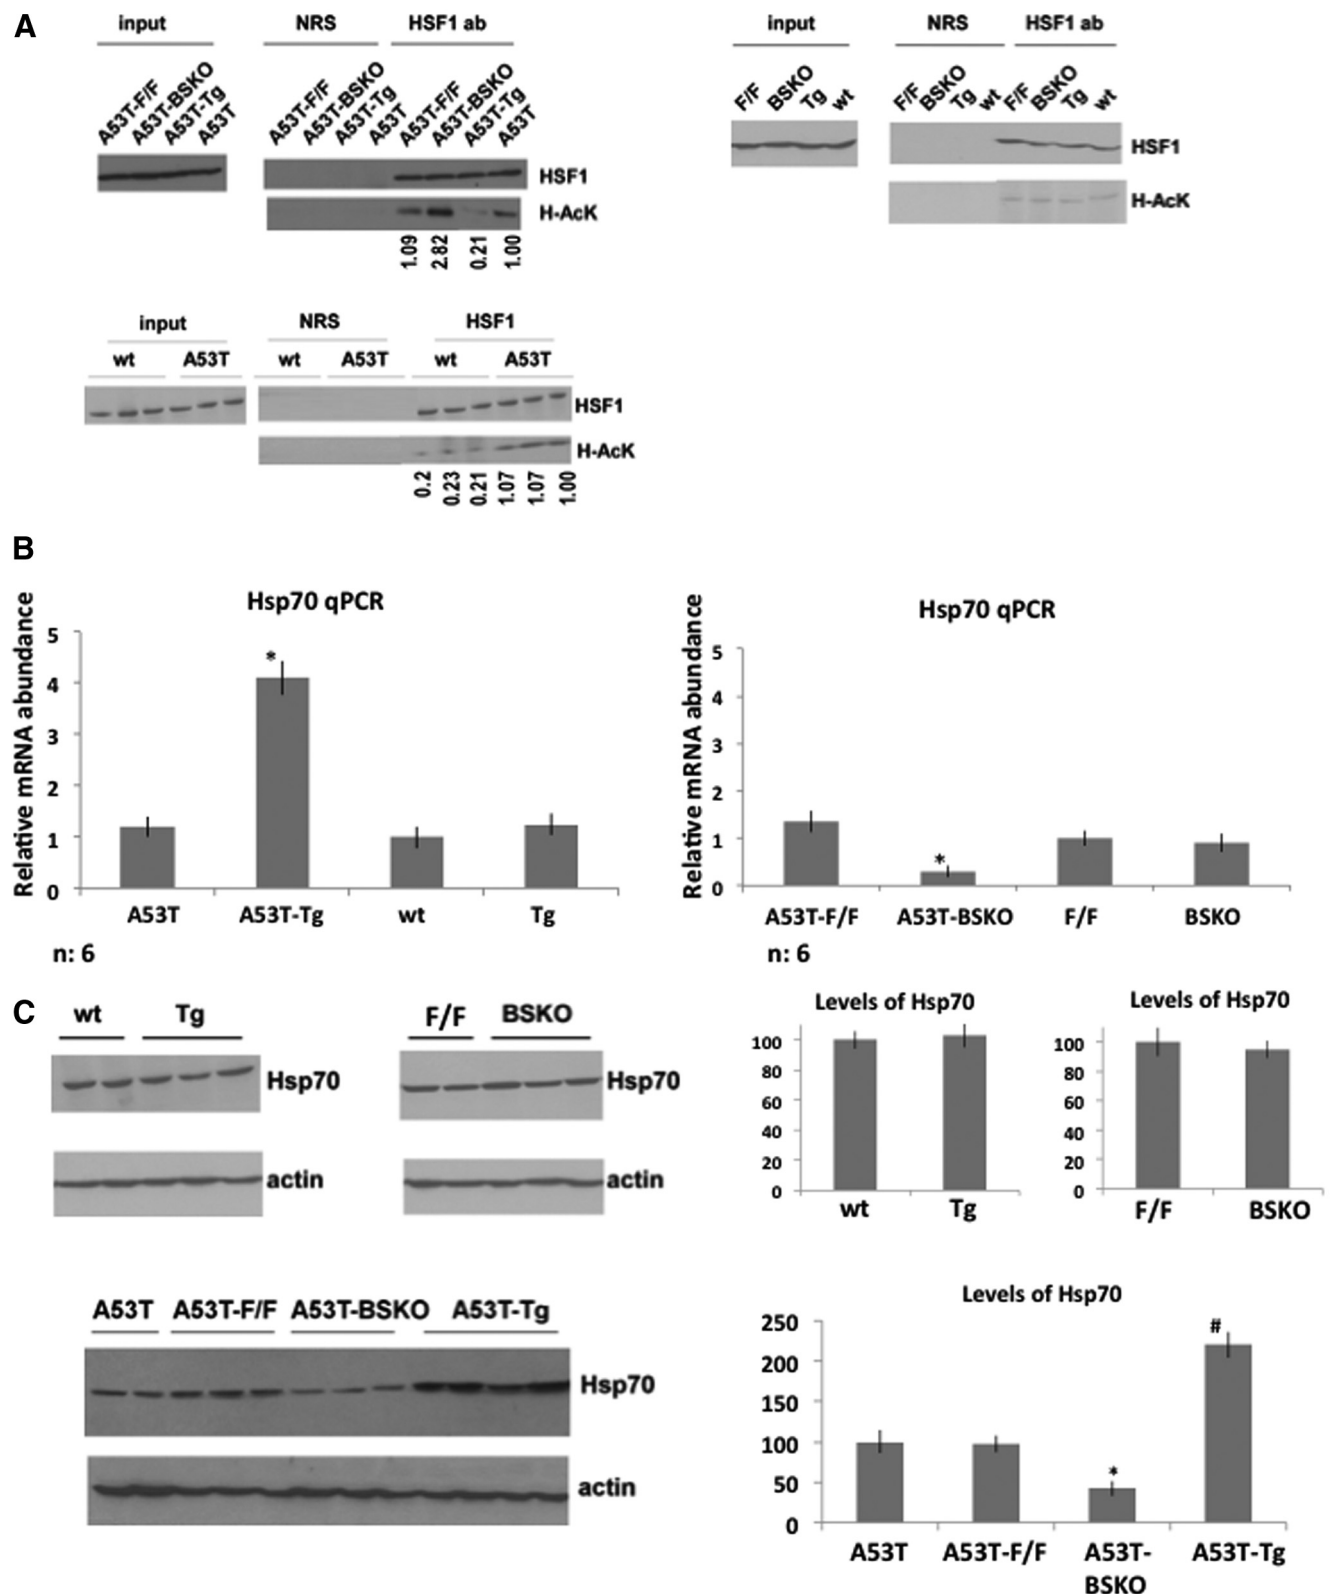 A
input NRS HSF1 ab
A53T-F/F A53T-BSKO A53T-Tg A53T A53T-F/F A53T-BSKO A53T-Tg A53T A53T-F/F A53T-BSKO A53T-Tg A53T
HSF1
H-AcK
1.09 2.82 0.21 1.00
input NRS HSF1 ab
F/F BSKO Tg wt F/F BSKO Tg wt F/F BSKO Tg wt
HSF1
H-AcK
input NRS HSF1
wt A53T wt A53T wt A53T
HSF1
H-AcK
0.2 0.23 0.21 1.07 1.07 1.00
B
Hsp70 qPCR
Relative mRNA abundance
5
4
3
2
1
0
*
A53T A53T-Tg wt Tg
n: 6
Hsp70 qPCR
Relative mRNA abundance
5
4
3
2
1
0
*
A53T-F/F A53T-BSKO F/F BSKO
n: 6
C
wt Tg
Hsp70
actin
F/F BSKO
Hsp70
actin
Levels of Hsp70
100
80
60
40
20
0
wt Tg
Levels of Hsp70
100
80
60
40
20
0
F/F BSKO
A53T A53T-F/F A53T-BSKO A53T-Tg
Hsp70
actin
Levels of Hsp70
250
200
150
100
50
0
*
#
A53T A53T-F/F A53T- A53T-Tg
BSKO